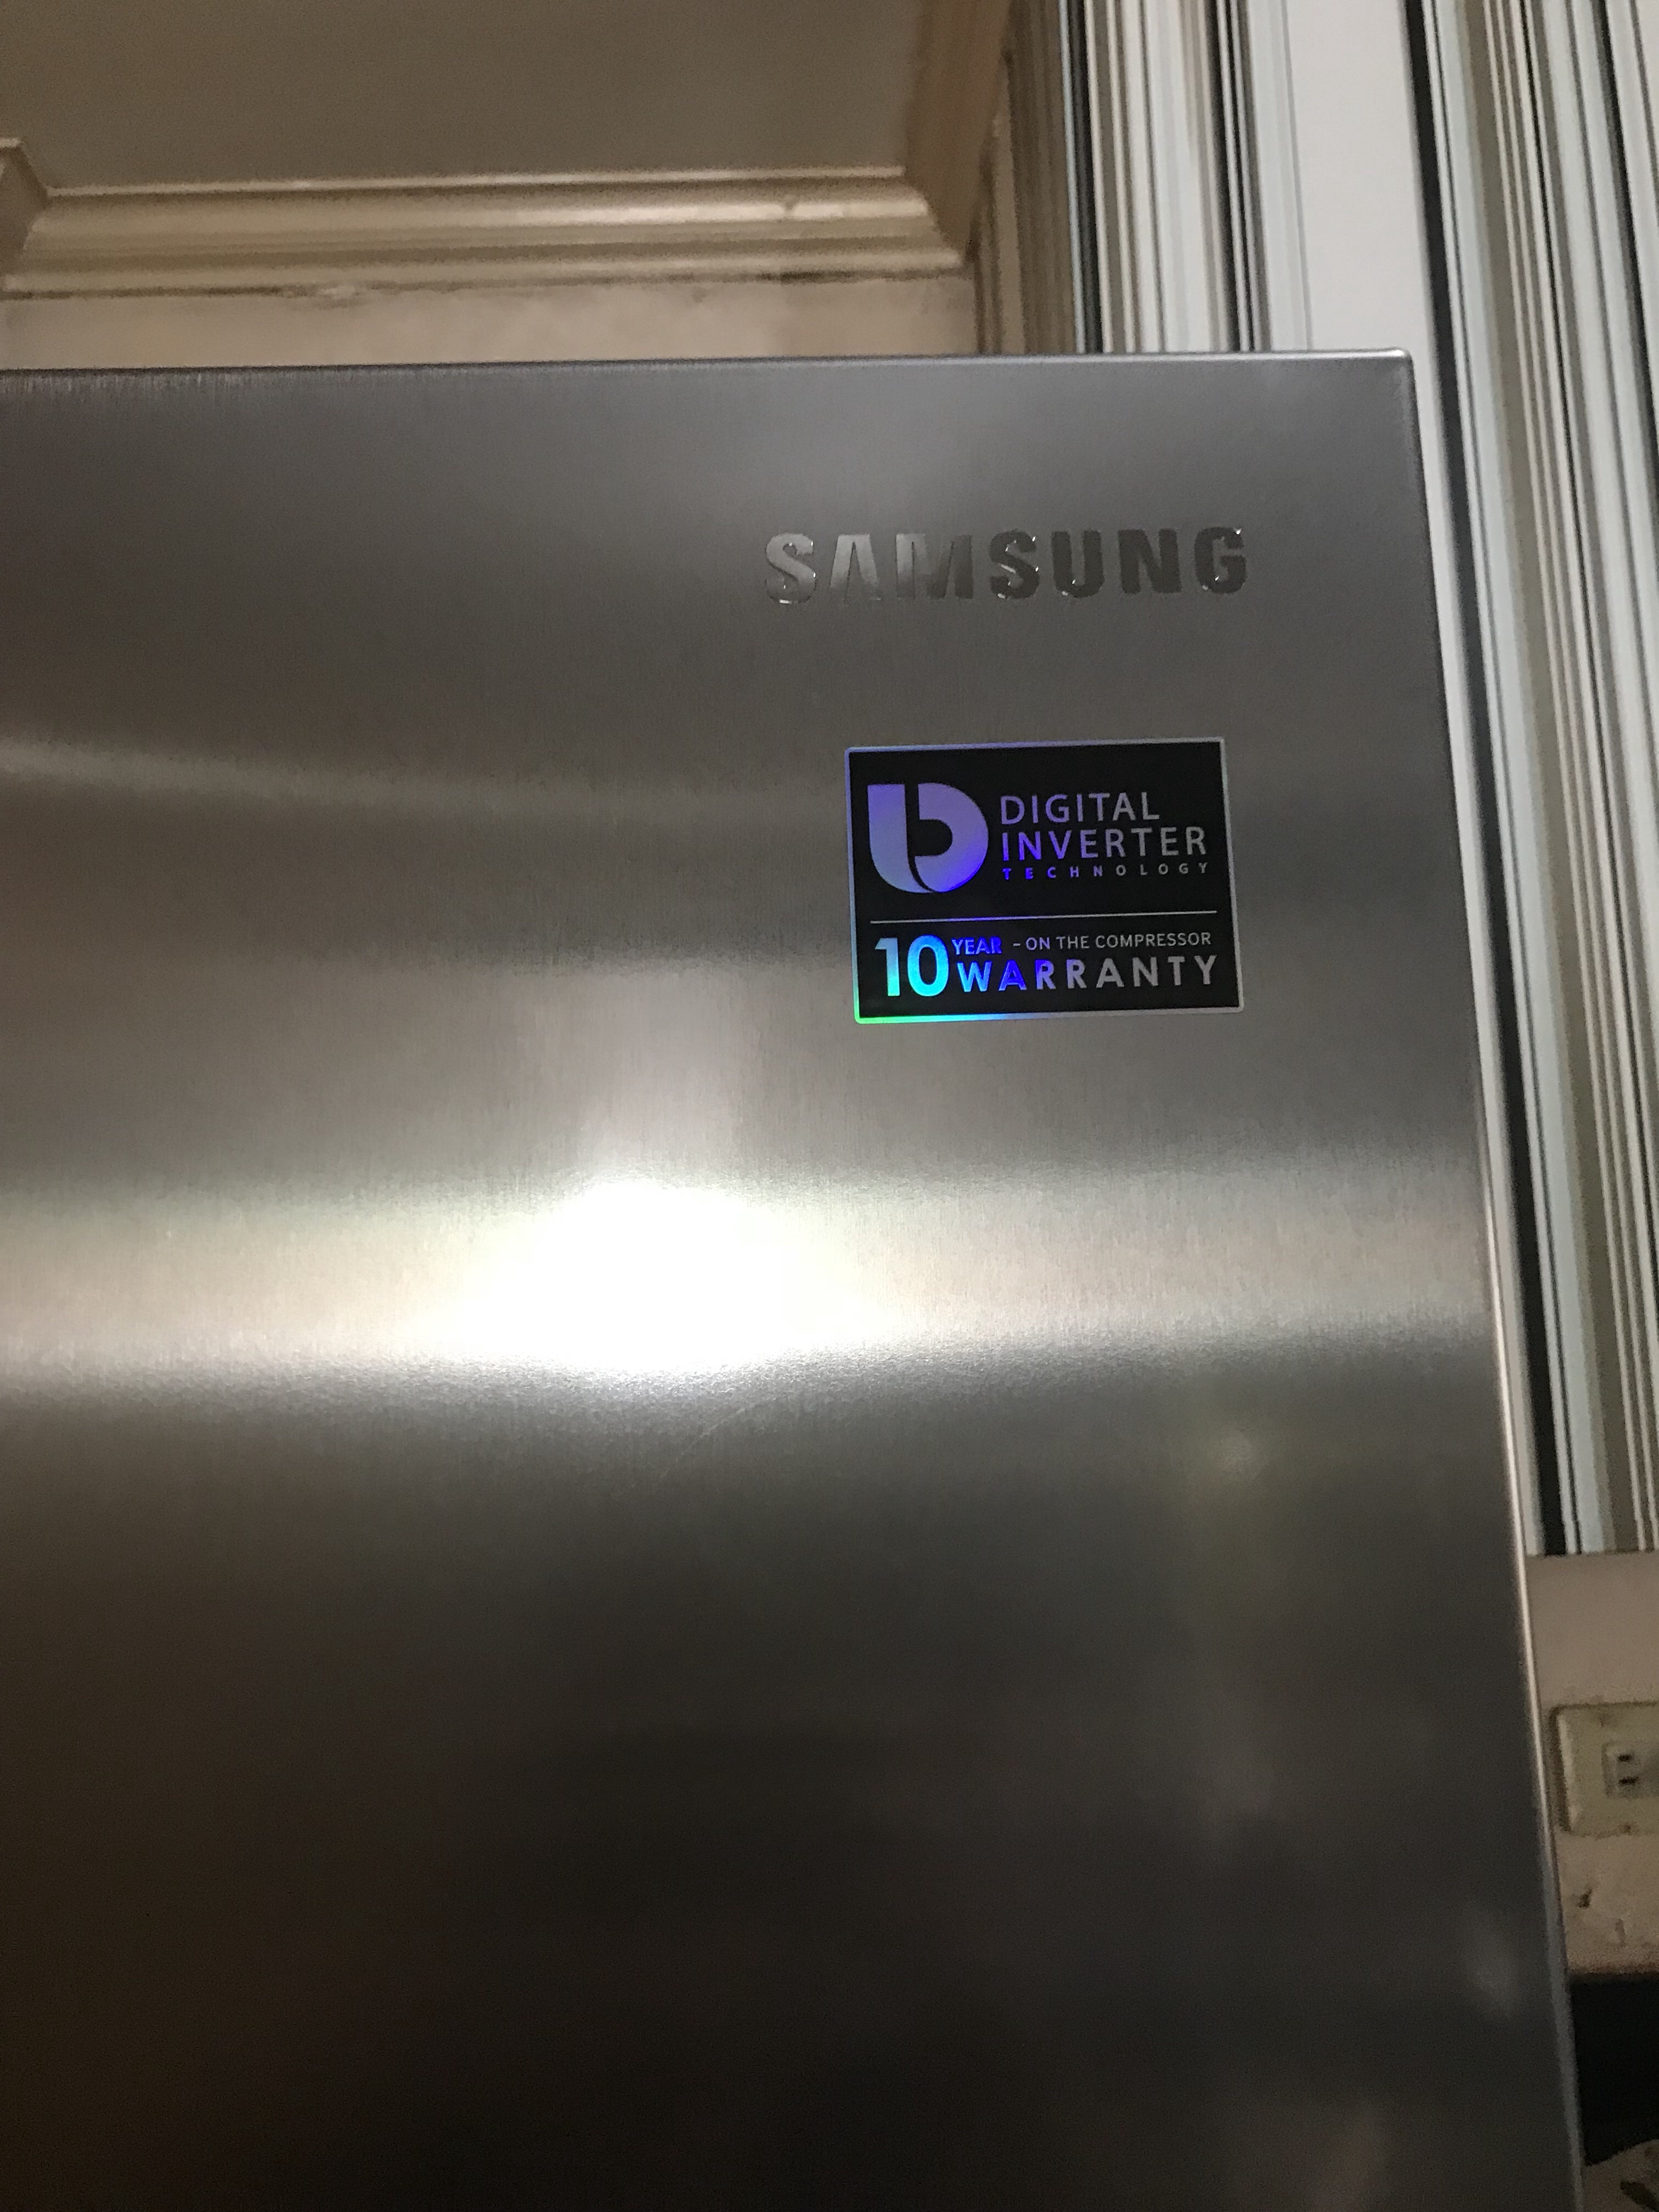 SAMSUNG
DIGITAL
INVERTER
TECHNOLOGY
10 YEAR - ON THE COMPRESSOR
WARRANTY